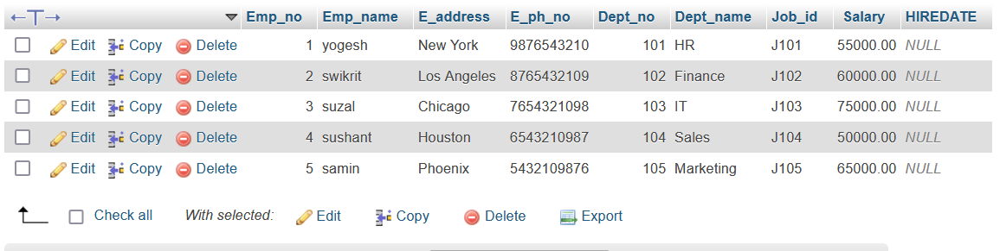 Emp_no Emp_name E_address E_ph_no Dept_no Dept_name Job_id Salary HIREDATE
Edit Copy Delete 1 yogesh New York 9876543210 101 HR J101 55000.00 NULL
Edit Copy Delete 2 swikrit Los Angeles 8765432109 102 Finance J102 60000.00 NULL
Edit Copy Delete 3 suzal Chicago 7654321098 103 IT J103 75000.00 NULL
Edit Copy Delete 4 sushant Houston 6543210987 104 Sales J104 50000.00 NULL
Edit Copy Delete 5 samin Phoenix 5432109876 105 Marketing J105 65000.00 NULL
Check all With selected: Edit Copy Delete Export